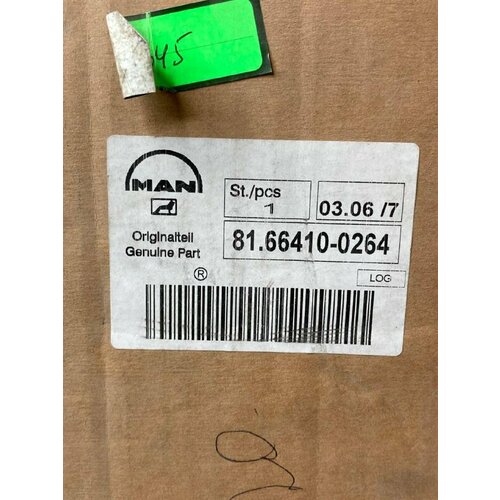 45
MAN
St./pcs
1
03.06 /7
Originalteil
Genuine Part
81.66410-0264
®
LOG